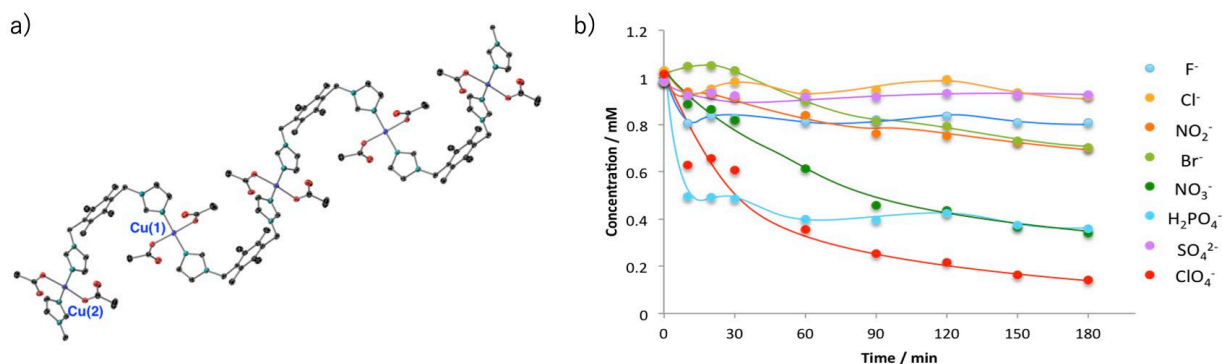 a)
Cu(1)
Cu(2)
b)
Concentration / mM
1.2
1
0.8
0.6
0.4
0.2
0
0 30 60 90 120 150 180
Time / min
F⁻
Cl⁻
NO₂⁻
Br⁻
NO₃⁻
H₂PO₄⁻
SO₄²⁻
ClO₄⁻